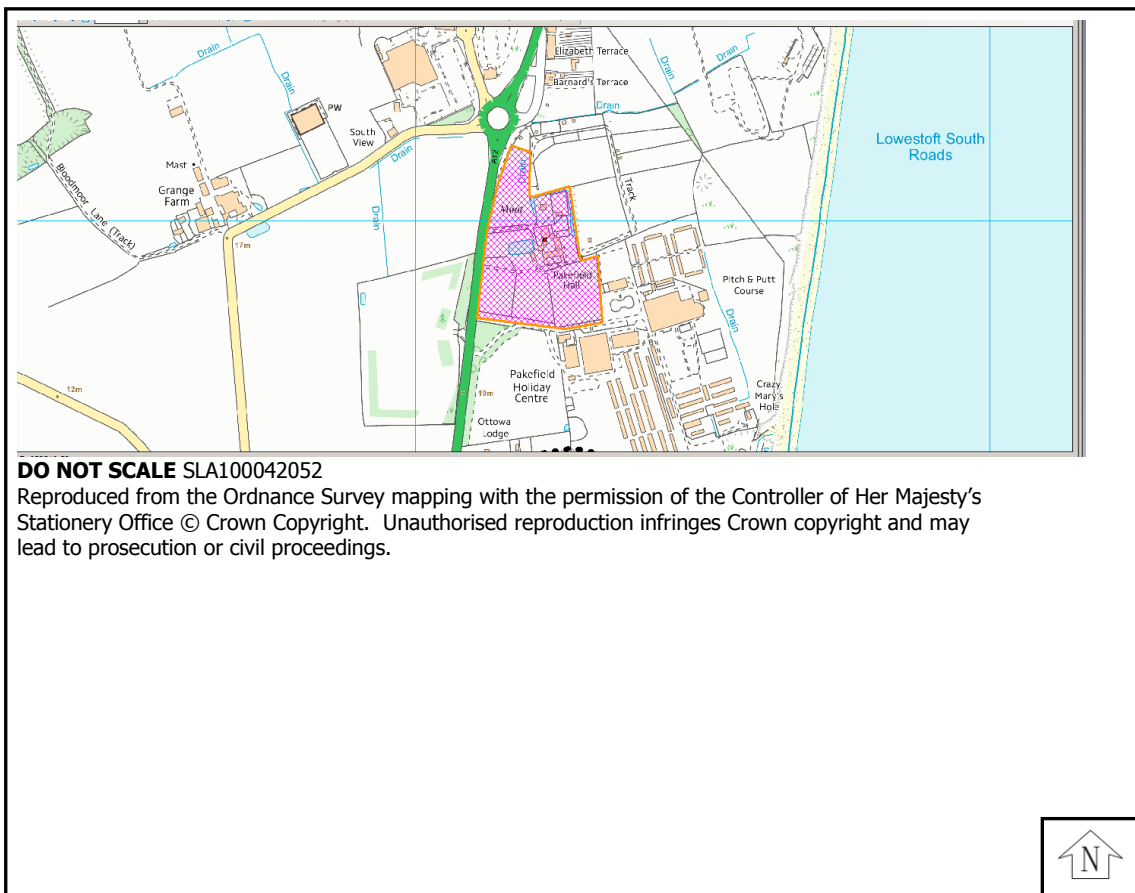 Elizabeth Terrace
Drain
Barnard's Terrace
Drain
Drain
Drain
Drain
PW
South
View
Drain
A12
Drain
Mast
Grange
Farm
Bloodmoor Lane (Track)
Lowestoft South
Roads
Track
Moat
Drain
17m
Pakefield
Hall
Pitch & Putt
Course
Drain
12m
19m
Pakefield
Holiday
Centre
Crazy
Mary's
Hole
Ottowa
Lodge
DO NOT SCALE SLA100042052
Reproduced from the Ordnance Survey mapping with the permission of the Controller of Her Majesty's
Stationery Office © Crown Copyright. Unauthorised reproduction infringes Crown copyright and may
lead to prosecution or civil proceedings.
N